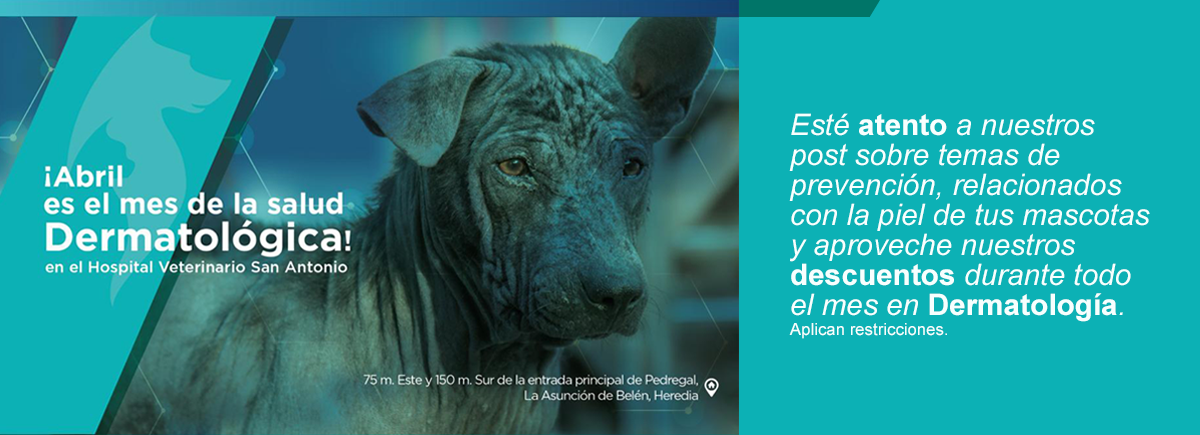 ¡Abril
es el mes de la salud
Dermatológica!
en el Hospital Veterinario San Antonio
75 m. Este y 150 m. Sur de la entrada principal de Pedregal,
La Asunción de Belén, Heredia
Esté atento a nuestros
post sobre temas de
prevención, relacionados
con la piel de tus mascotas
y aproveche nuestros
descuentos durante todo
el mes en Dermatología.
Aplican restricciones.